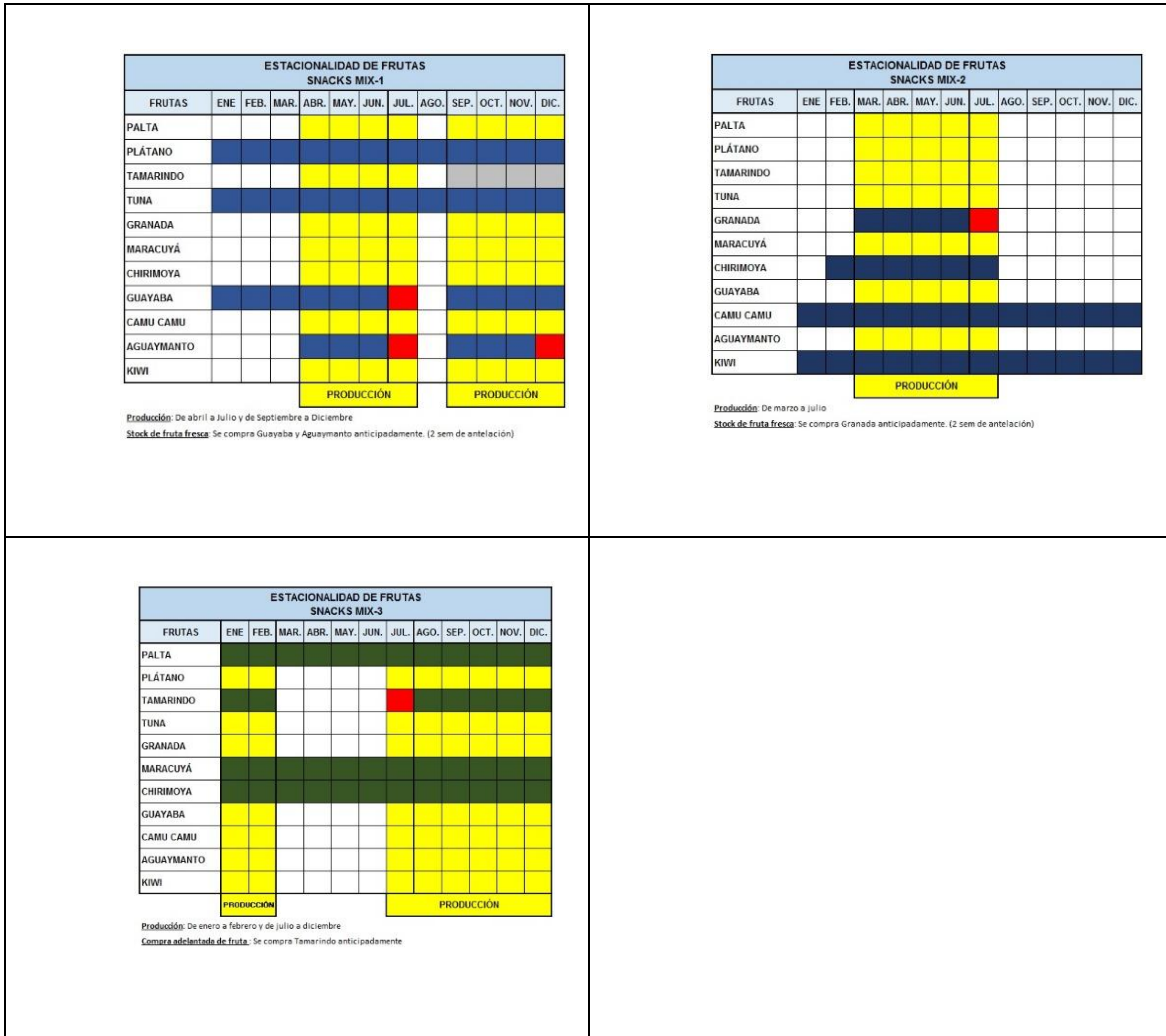 ESTACIONALIDAD DE FRUTAS
SNACKS MIX-1
FRUTAS ENE FEB. MAR. ABR. MAY. JUN. JUL. AGO. SEP. OCT. NOV. DIC.
PALTA
PLÁTANO
TAMARINDO
TUNA
GRANADA
MARACUYÁ
CHIRIMOYA
GUAYABA
CAMU CAMU
AGUAYMANTO
KIWI
PRODUCCIÓN PRODUCCIÓN
Producción: De abril a Julio y de Septiembre a Diciembre
Stock de fruta fresca: Se compra Guayaba y Aguaymanto anticipadamente. (2 sem de antelación)
ESTACIONALIDAD DE FRUTAS
SNACKS MIX-2
FRUTAS ENE FEB. MAR. ABR. MAY. JUN. JUL. AGO. SEP. OCT. NOV. DIC.
PALTA
PLÁTANO
TAMARINDO
TUNA
GRANADA
MARACUYÁ
CHIRIMOYA
GUAYABA
CAMU CAMU
AGUAYMANTO
KIWI
PRODUCCIÓN
Producción: De marzo a julio
Stock de fruta fresca: Se compra Granada anticipadamente. (2 sem de antelación)
ESTACIONALIDAD DE FRUTAS
SNACKS MIX-3
FRUTAS ENE FEB. MAR. ABR. MAY. JUN. JUL. AGO. SEP. OCT. NOV. DIC.
PALTA
PLÁTANO
TAMARINDO
TUNA
GRANADA
MARACUYÁ
CHIRIMOYA
GUAYABA
CAMU CAMU
AGUAYMANTO
KIWI
PRODUCCIÓN PRODUCCIÓN
Producción: De enero a febrero y de julio a diciembre
Compra adelantada de fruta : Se compra Tamarindo anticipadamente